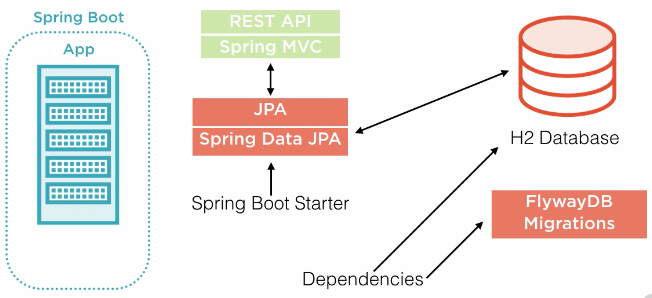 Spring Boot
App
REST API
Spring MVC
JPA
Spring Data JPA
Spring Boot Starter
H2 Database
FlywayDB
Migrations
Dependencies